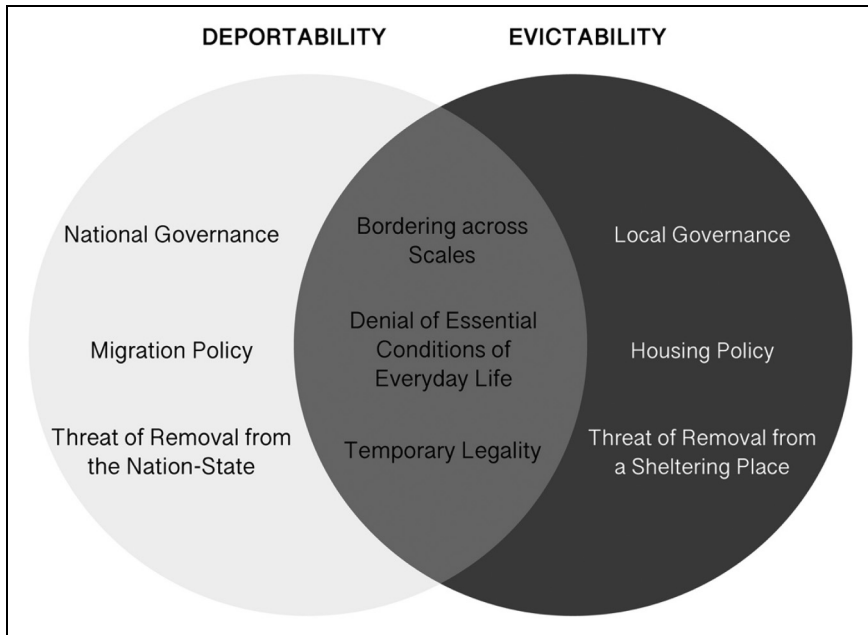 DEPORTABILITY
EVICTABILITY
National Governance
Migration Policy
Threat of Removal from
the Nation-State
Bordering across
Scales
Denial of Essential
Conditions of
Everyday Life
Temporary Legality
Local Governance
Housing Policy
Threat of Removal from
a Sheltering Place